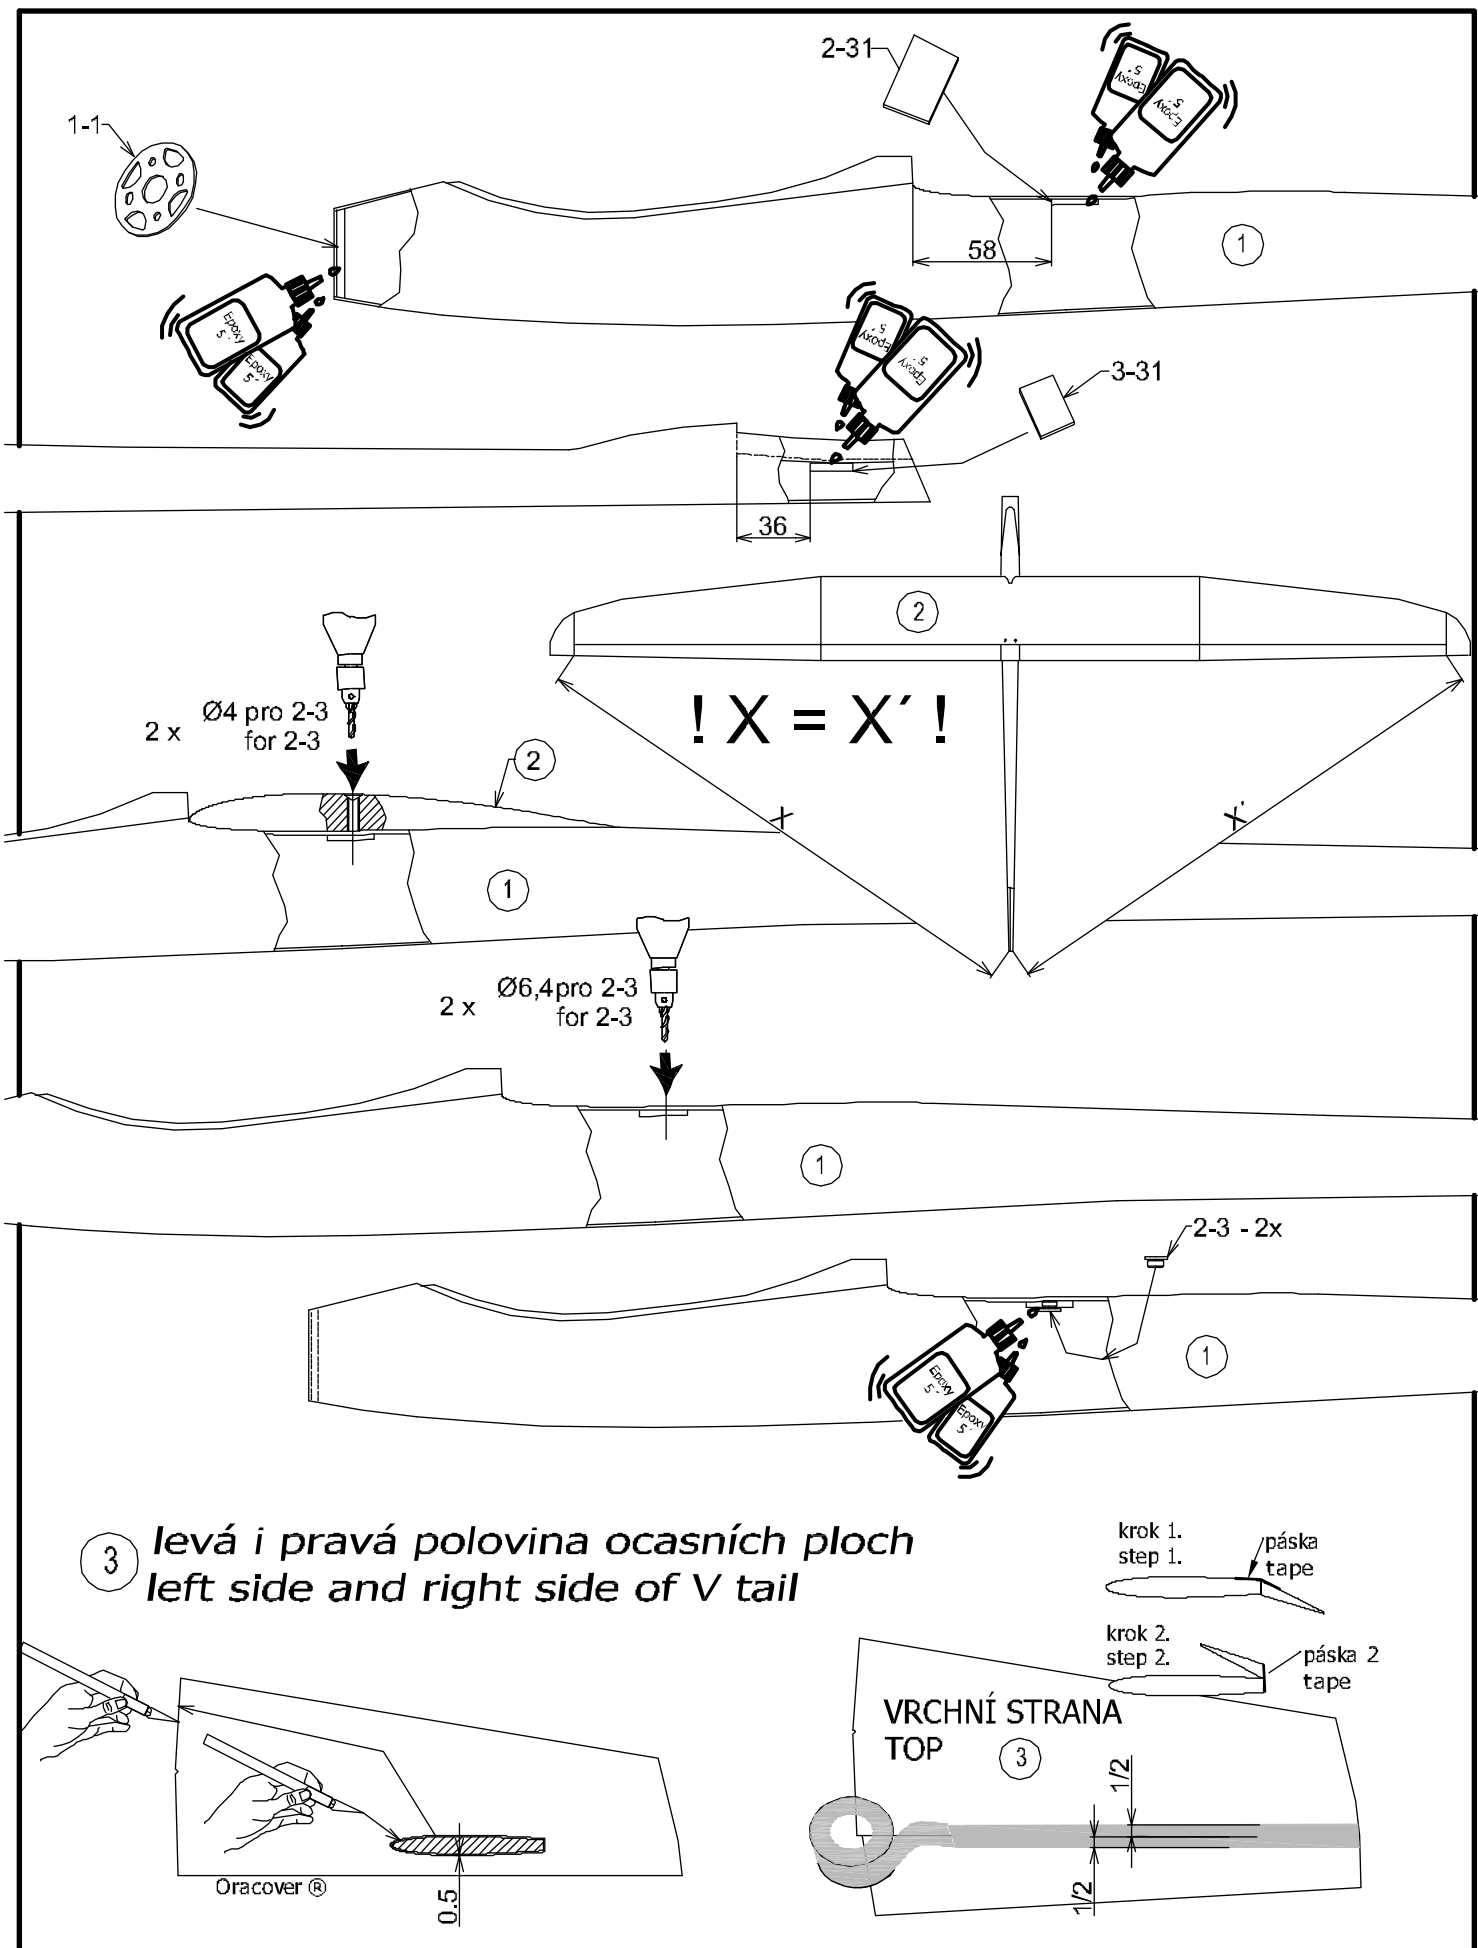 2-31
Epoxy
5´
Epoxy
5´
1-1
58
1
Epoxy
5´
Epoxy
5´
Epoxy
5´
Epoxy
5´
3-31
36
2
! X = X´ !
2 x
Ø4 pro 2-3
for 2-3
2
X
X´
1
2 x
Ø6,4pro 2-3
for 2-3
1
2-3 - 2x
1
Epoxy
5´
Epoxy
5´
3
levá i pravá polovina ocasních ploch
left side and right side of V tail
krok 1.
step 1.
páska
tape
krok 2.
step 2.
páska 2
tape
VRCHNÍ STRANA
TOP
3
1/2
1/2
Oracover ®
0.5